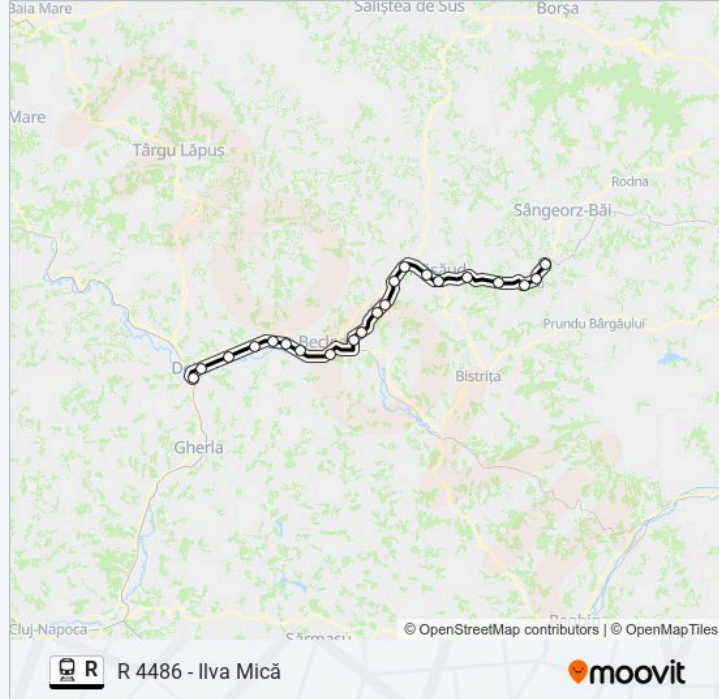 Baia Mare
Săliștea de Sus
Borșa
Mare
Târgu Lăpuș
Rodna
Sângeorz-Băi
Prundu Bârgăului
Bistrița
Gherla
Cluj-Napoca
Sărmașu
© OpenStreetMap contributors | © OpenMapTiles
R R 4486 - Ilva Mică
moovit